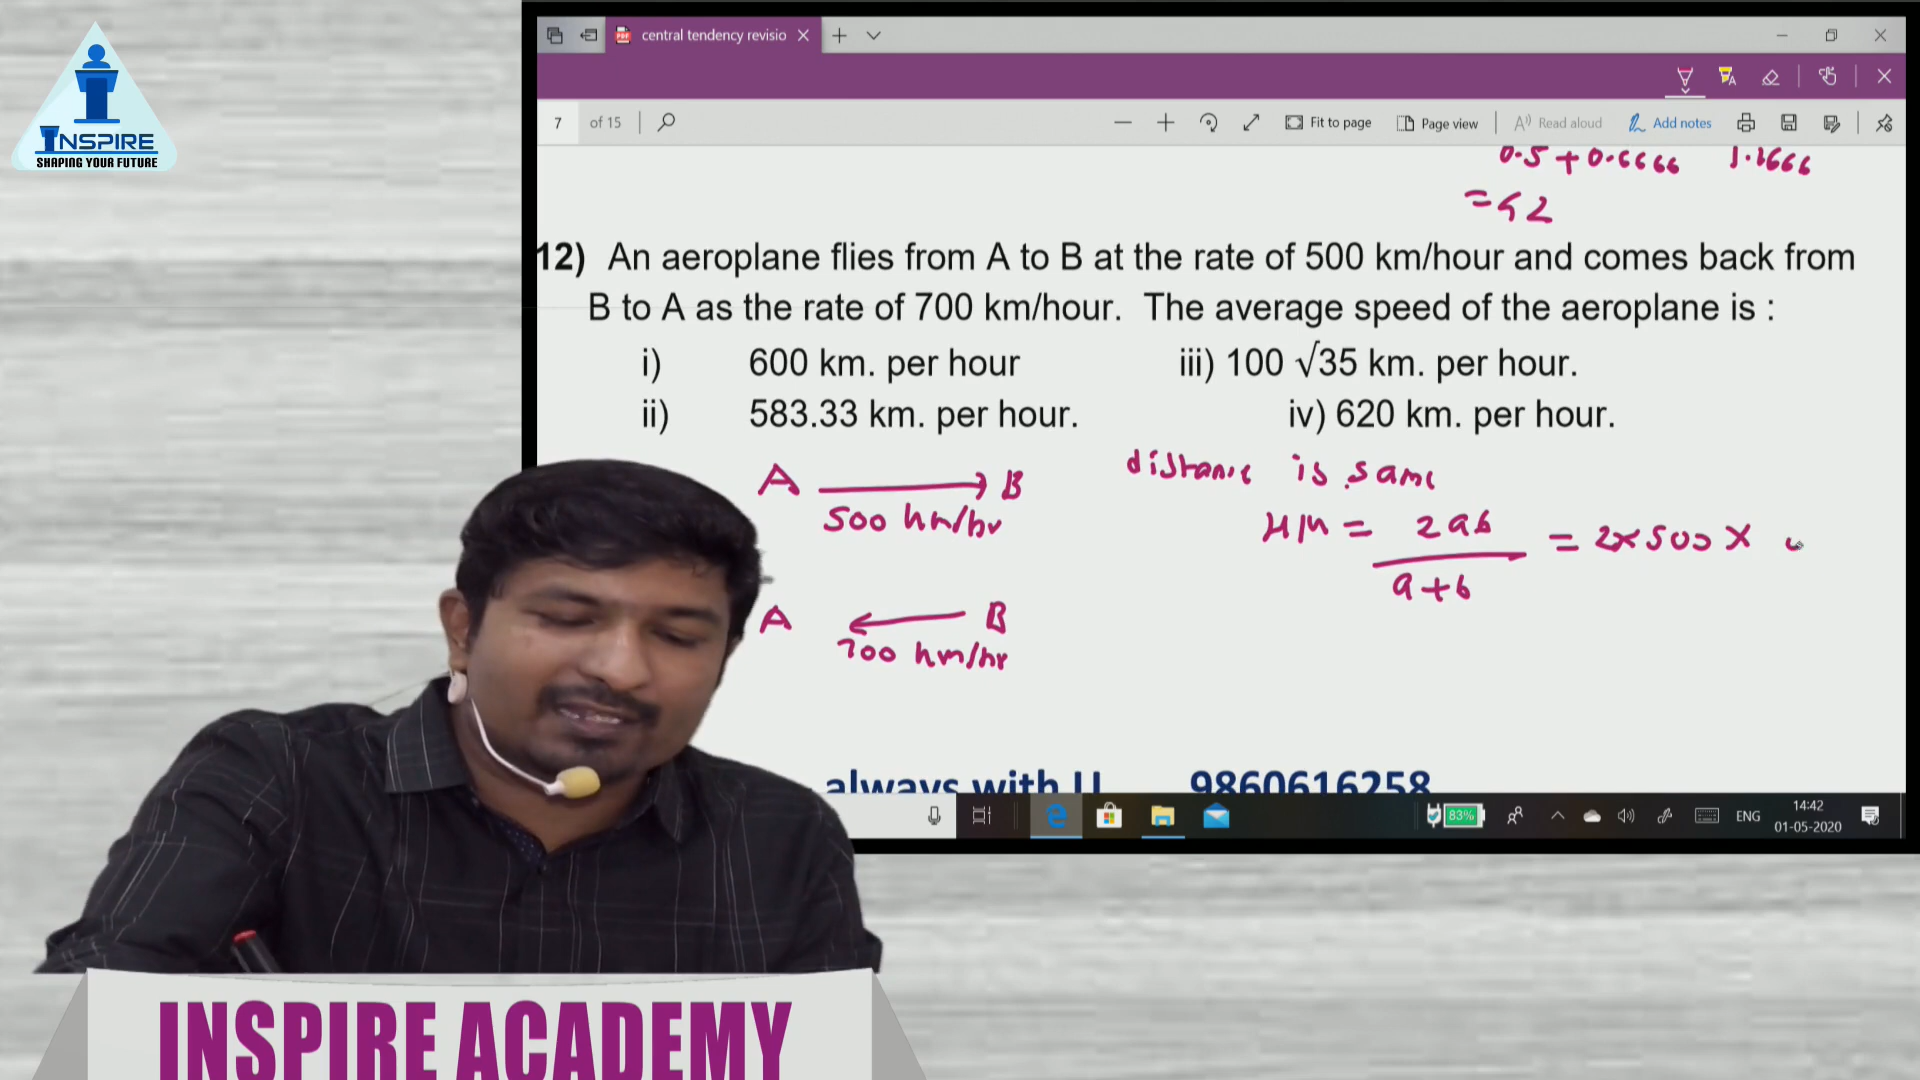 INSPIRE
SHAPING YOUR FUTURE
central tendency revisio
7 of 15
Fit to page
Page view
Read aloud
Add notes
0.5 + 0.6666 1.1666
= 42
12) An aeroplane flies from A to B at the rate of 500 km/hour and comes back from
B to A as the rate of 700 km/hour. The average speed of the aeroplane is :
i) 600 km. per hour iii) 100 √35 km. per hour.
ii) 583.33 km. per hour. iv) 620 km. per hour.
A → B distance is same
500 km/hr HM = 2ab / a+b = 2x500 x
A ← B
700 km/hr
always with U 9860616258
83%
ENG
14:42
01-05-2020
INSPIRE ACADEMY